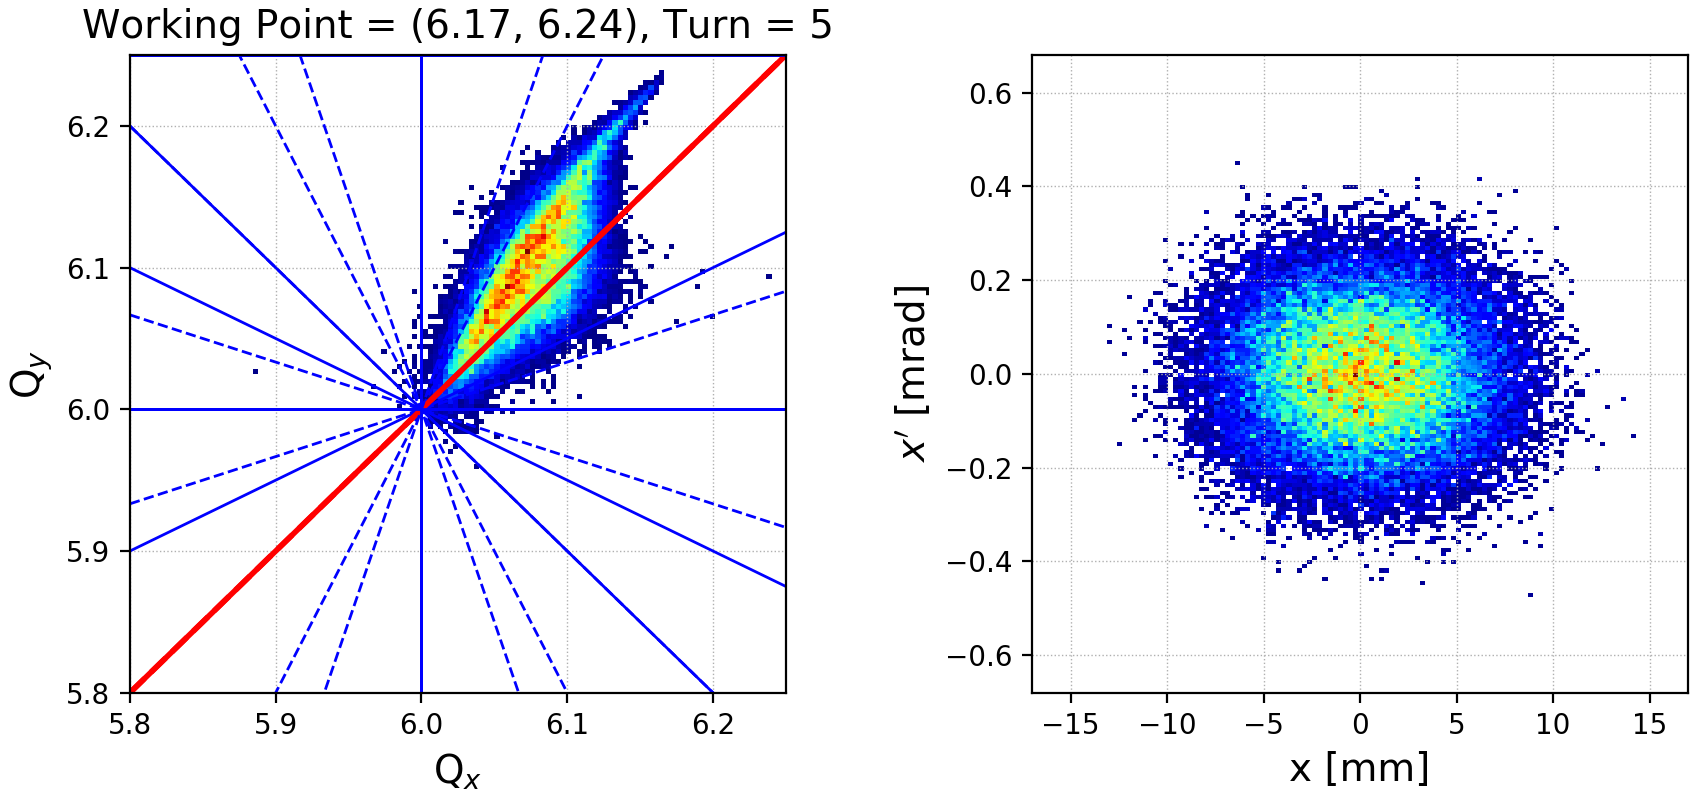 Working Point = (6.17, 6.24), Turn = 5
6.2
6.1
6.0
5.9
5.8
Q_y
5.8 5.9 6.0 6.1 6.2
Q_x
0.6
0.4
0.2
0.0
−0.2
−0.4
−0.6
x′ [mrad]
−15 −10 −5 0 5 10 15
x [mm]